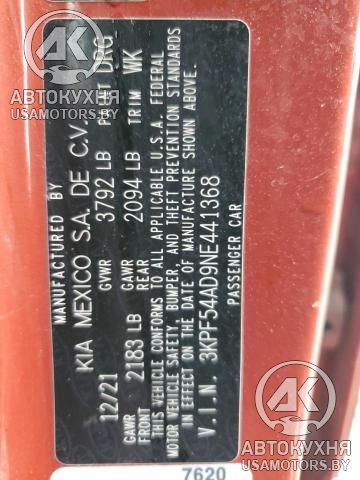 MANUFACTURED BY
KIA MEXICO S.A. DE C.V.
12/21 GVWR 3792 LB PAINT DRG
GAWR FRONT 2183 LB GAWR REAR 2094 LB TRIM WK
THIS VEHICLE CONFORMS TO ALL APPLICABLE U.S.A. FEDERAL
MOTOR VEHICLE SAFETY, BUMPER, AND THEFT PREVENTION STANDARDS
IN EFFECT ON THE DATE OF MANUFACTURE SHOWN ABOVE.
V.I.N. 3KPF54AD9NE441368
PASSENGER CAR
7620
АВТОКУХНЯ
USAMOTORS.BY
АВТОКУХНЯ
USAMOTORS.BY